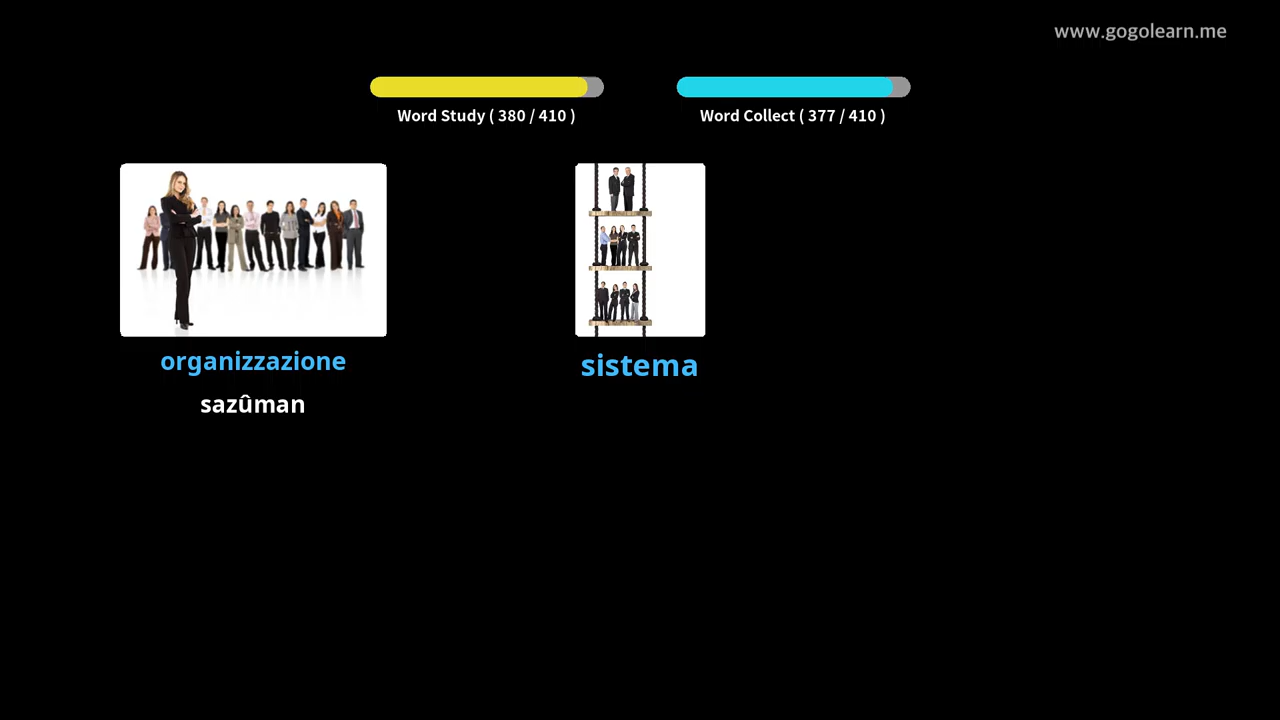 www.gogolearn.me
Word Study ( 380 / 410 )
Word Collect ( 377 / 410 )
organizzazione
sazûman
sistema